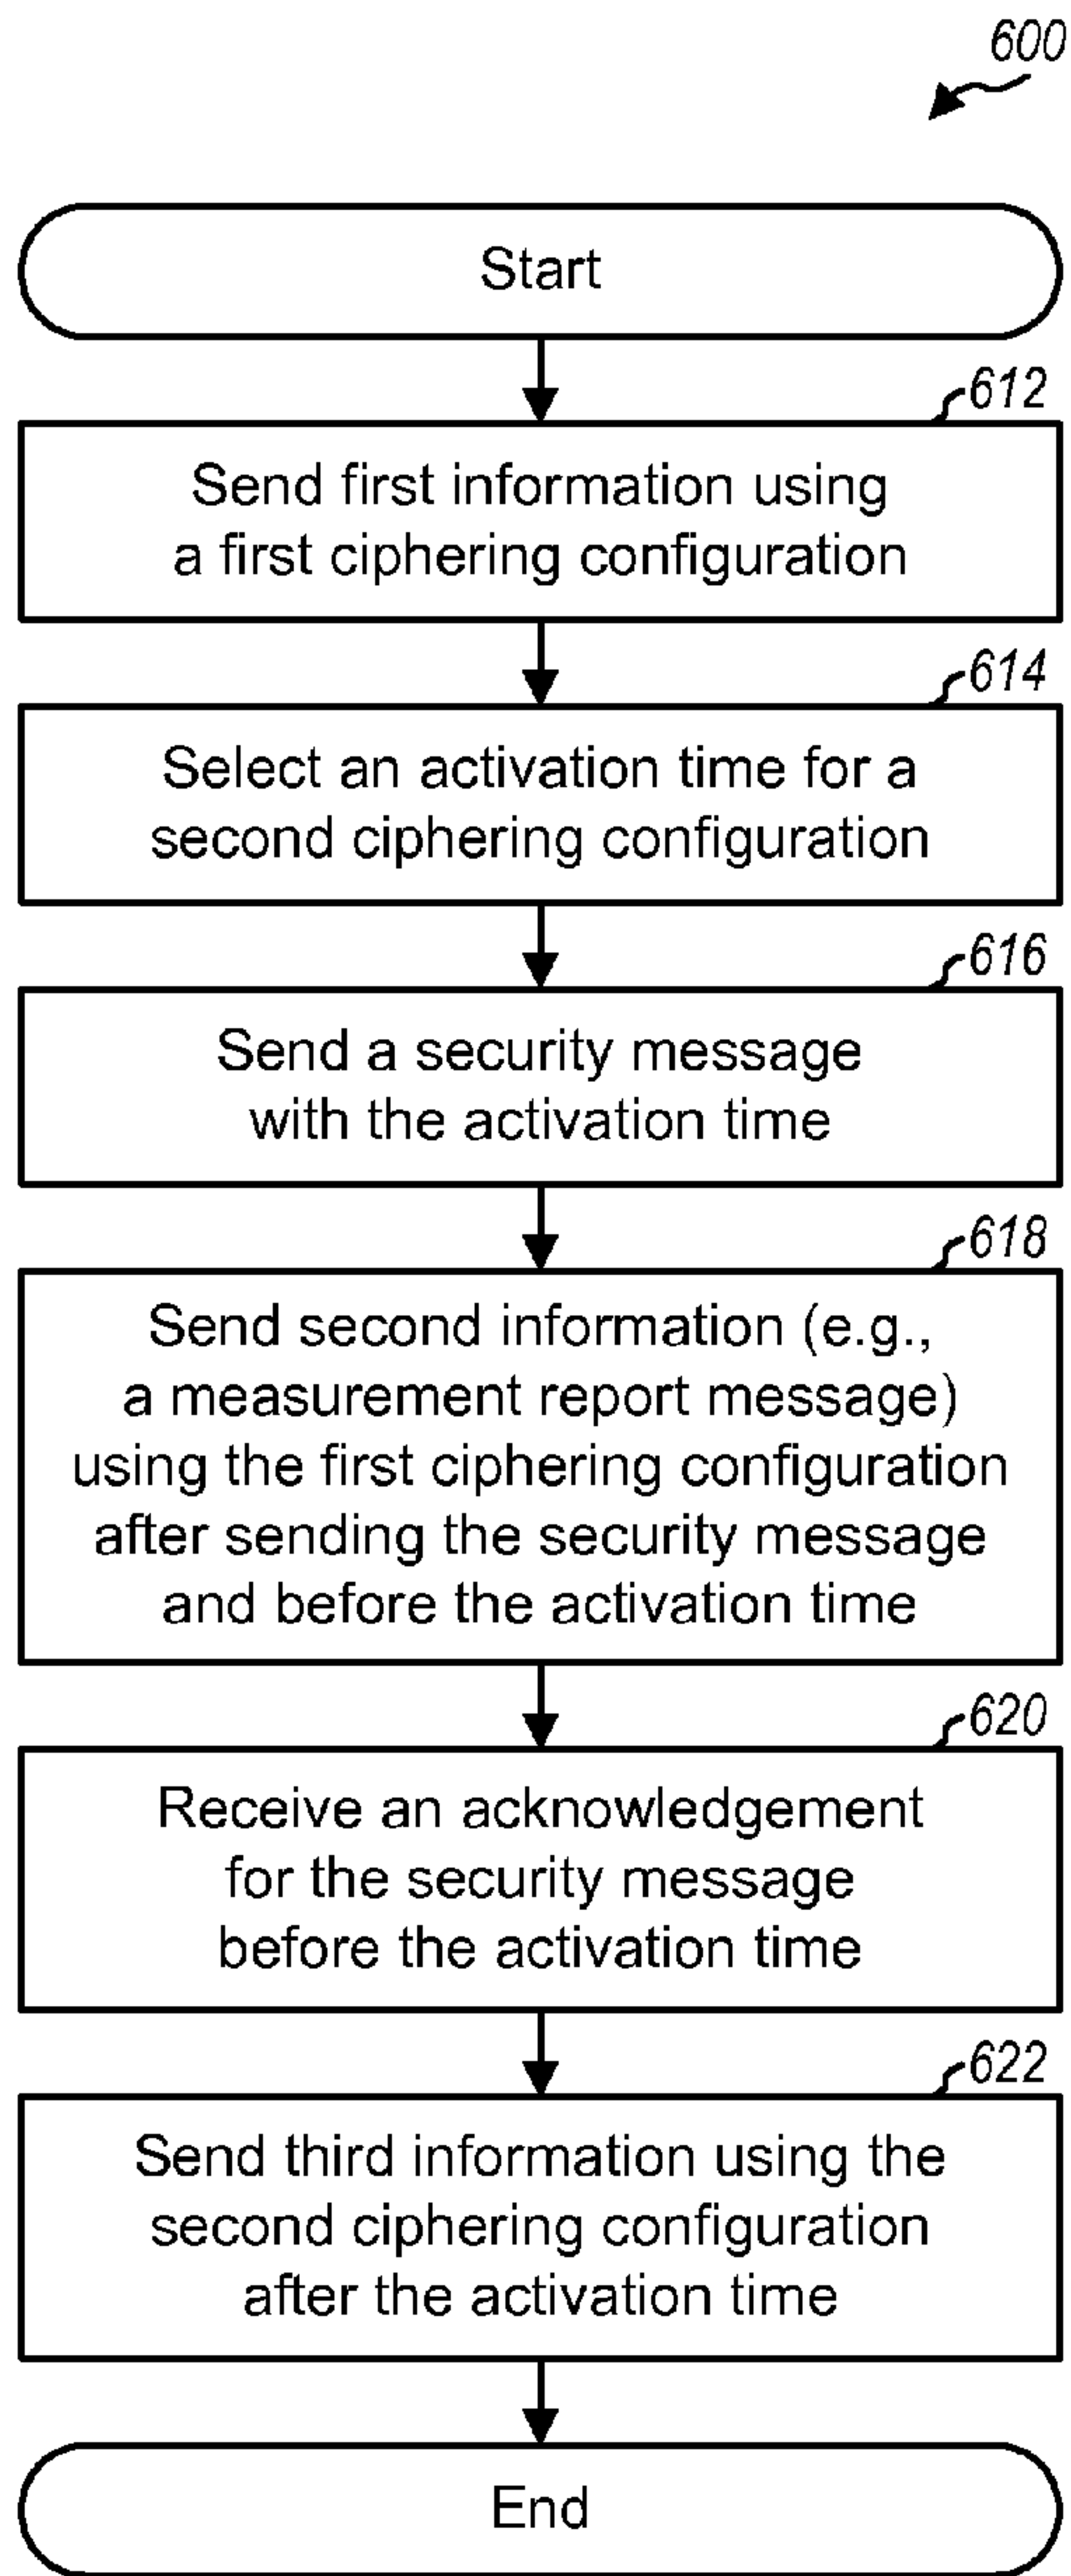 600
Start
612
Send first information using
a first ciphering configuration
614
Select an activation time for a
second ciphering configuration
616
Send a security message
with the activation time
618
Send second information (e.g.,
a measurement report message)
using the first ciphering configuration
after sending the security message
and before the activation time
620
Receive an acknowledgement
for the security message
before the activation time
622
Send third information using the
second ciphering configuration
after the activation time
End